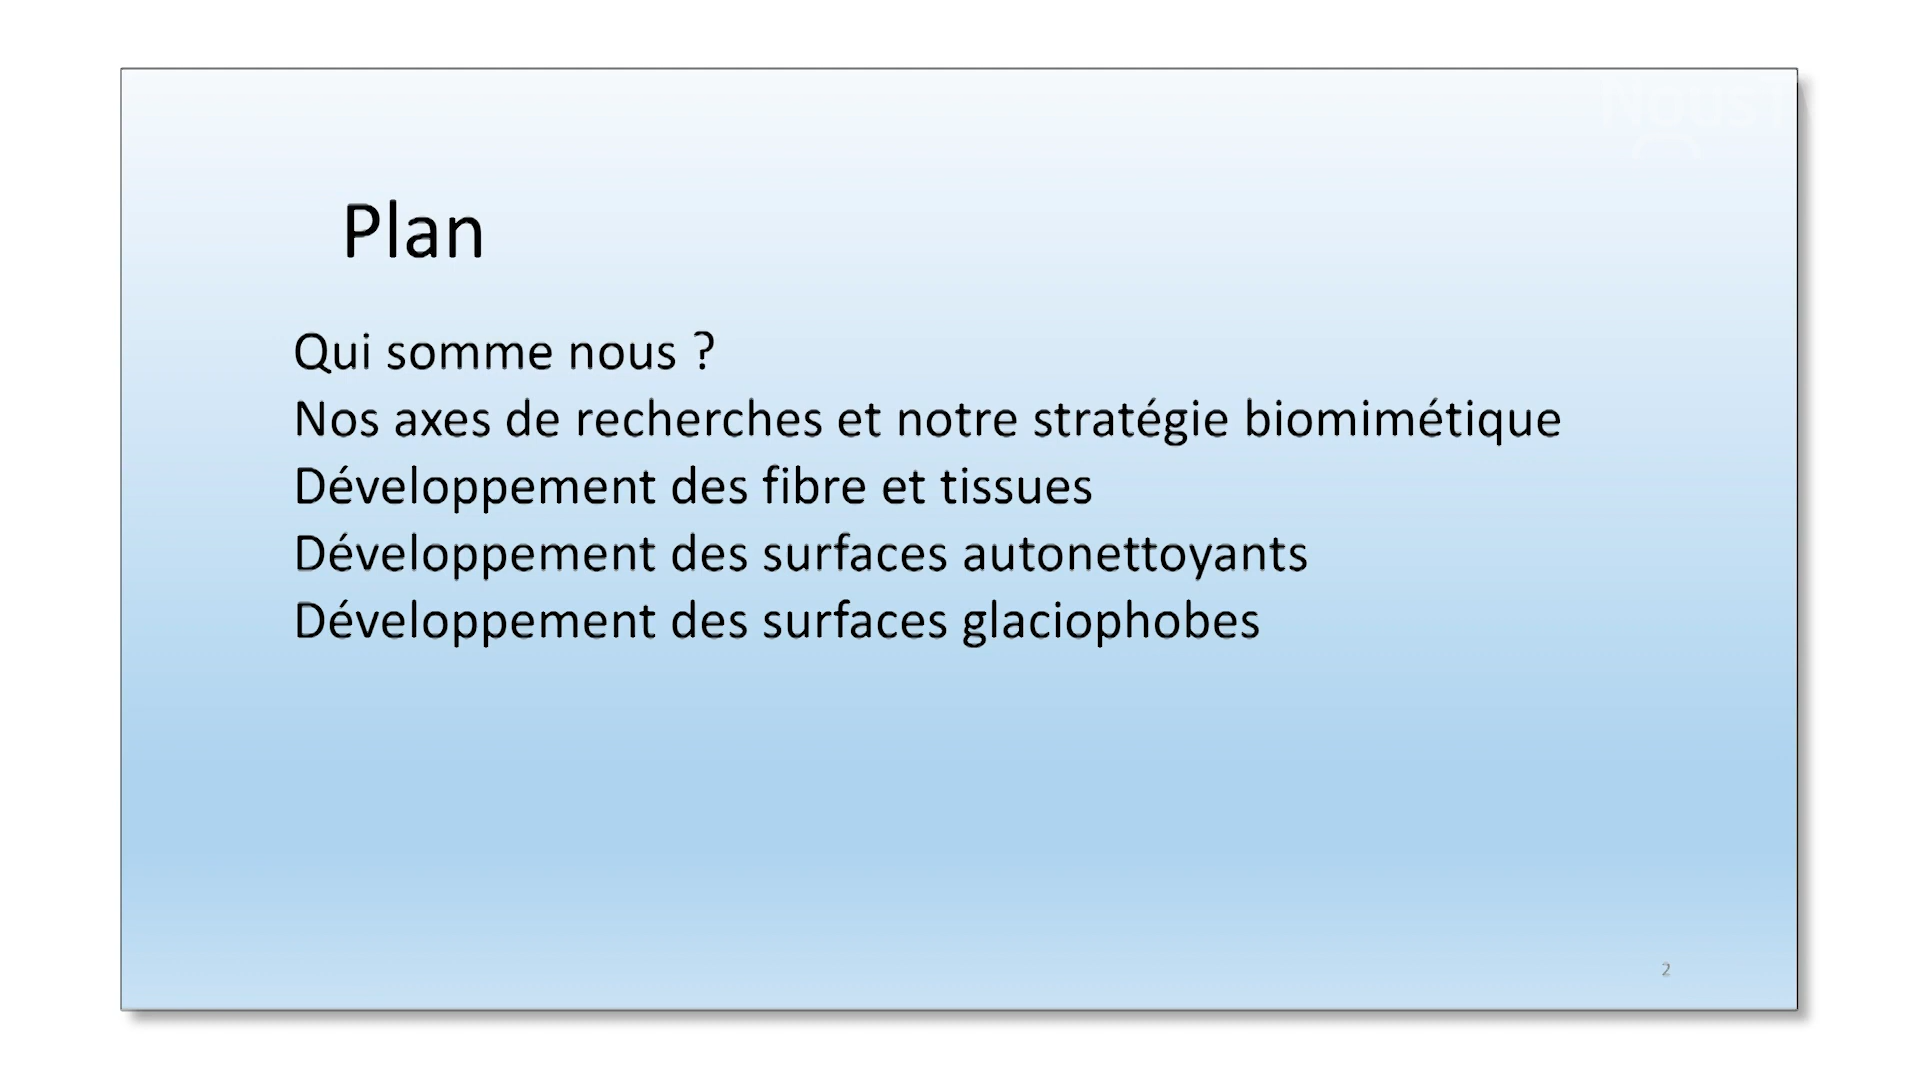 Plan
Qui somme nous ?
Nos axes de recherches et notre stratégie biomimétique
Développement des fibre et tissues
Développement des surfaces autonettoyants
Développement des surfaces glaciophobes
2